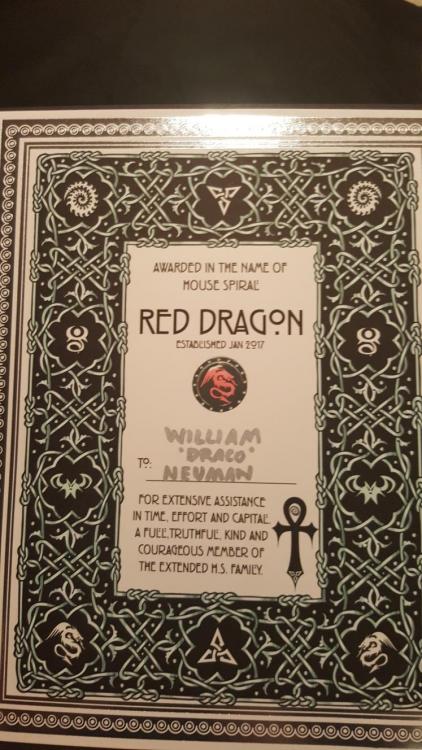 AWARDED IN THE NAME OF
HOUSE SPIRAL
RED DRAGON
ESTABLISHED JAN 2017
WILLIAM
"DRACO"
TO: NEVMAN
FOR EXTENSIVE ASSISTANCE
IN TIME, EFFORT AND CAPITAL.
A FULL, TRUTHFUL, KIND AND
COURAGEOUS MEMBER OF
THE EXTENDED H.S. FAMILY.